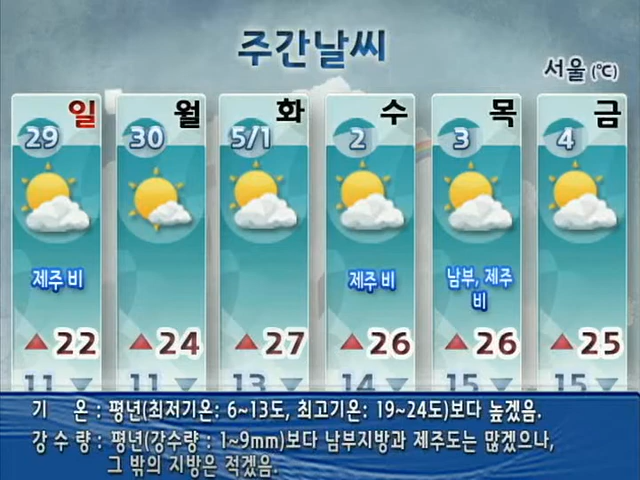 주간날씨
서울(℃)
일 월 화 수 목 금
29 30 5/1 2 3 4
제주 비 제주 비 남부, 제주 비
▲22 ▲24 ▲27 ▲26 ▲26 ▲25
11▼ 11▼ 13▼ 14▼ 15▼ 15▼
기 온 : 평년(최저기온: 6~13도, 최고기온: 19~24도)보다 높겠음.
강 수 량 : 평년(강수량 : 1~9mm)보다 남부지방과 제주도는 많겠으나,
그 밖의 지방은 적겠음.